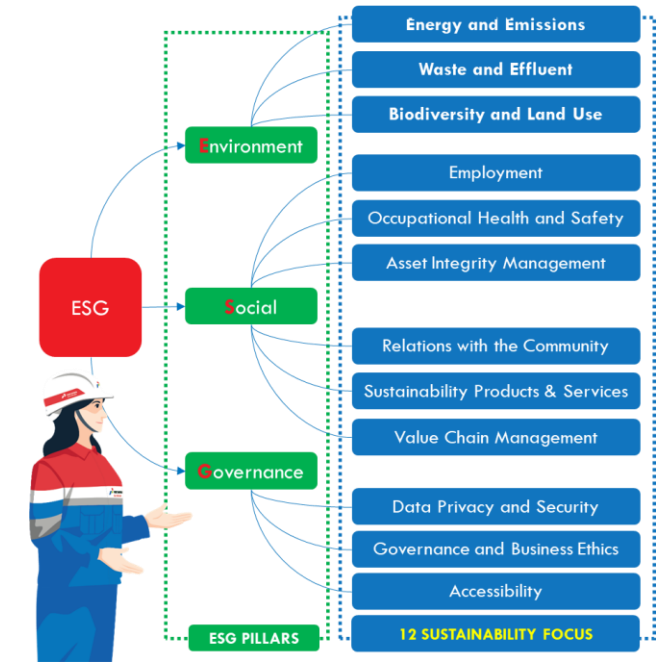 Energy and Emissions
Waste and Effluent
Biodiversity and Land Use
Environment
Employment
Occupational Health and Safety
Asset Integrity Management
ESG
Social
Relations with the Community
Sustainability Products & Services
Value Chain Management
Governance
Data Privacy and Security
Governance and Business Ethics
Accessibility
ESG PILLARS
12 SUSTAINABILITY FOCUS